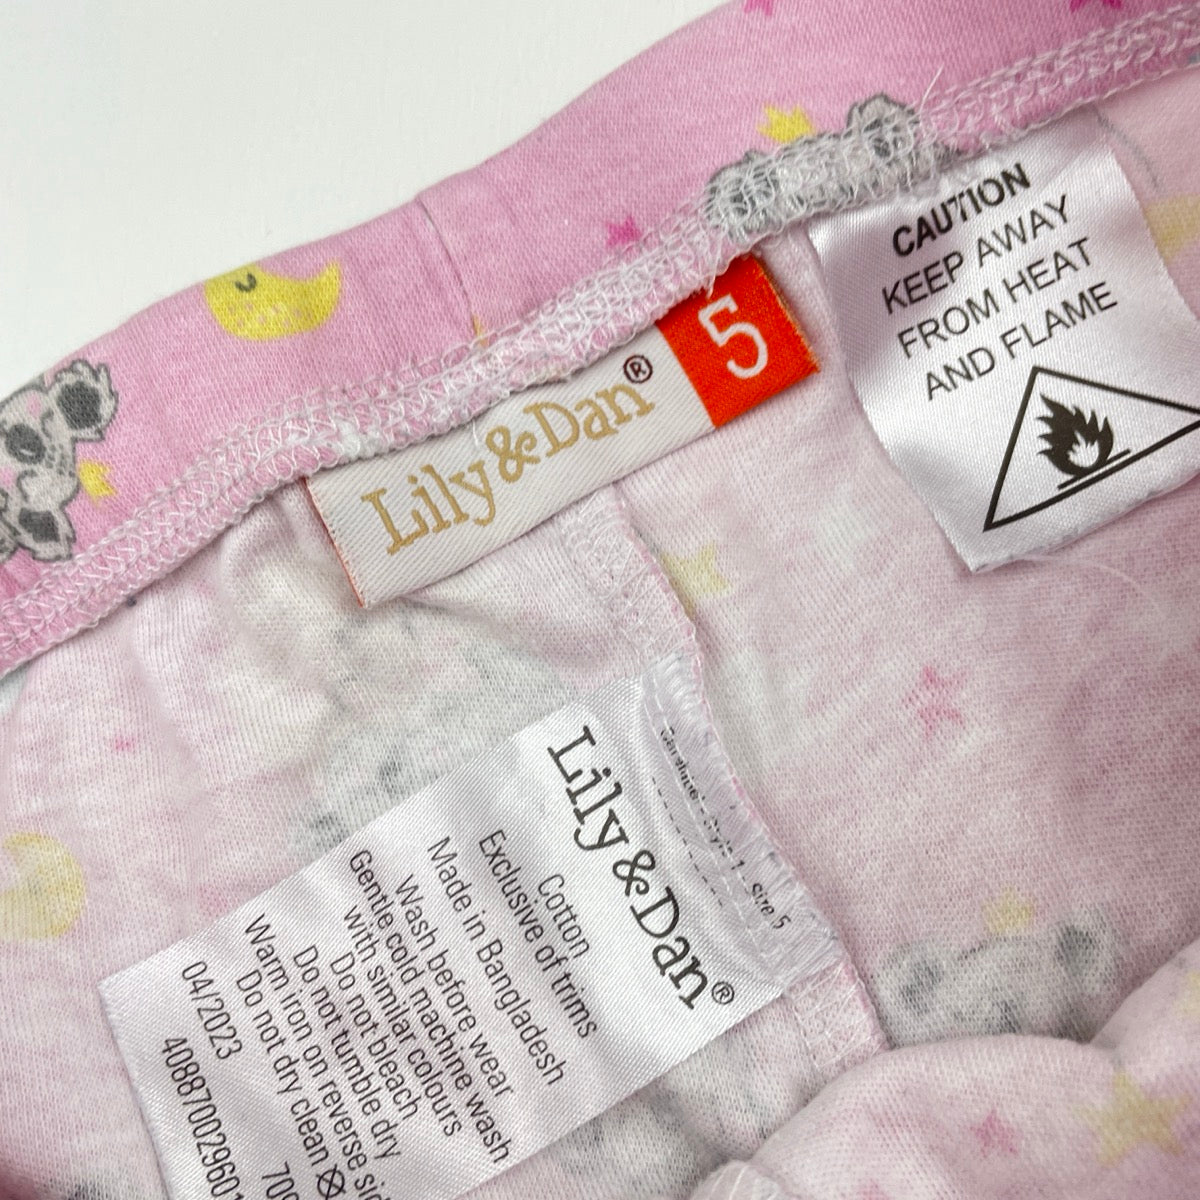 CAUTION
KEEP AWAY
FROM HEAT
AND FLAME
5
Lily&Dan®
Style 1 - Size 5
Lily&Dan®
Cotton
Exclusive of trims
Made in Bangladesh
Wash before wear
Gentle cold machine wash
with similar colours
Do not bleach
Do not tumble dry
Warm iron on reverse
Do not dry clean
04/2023